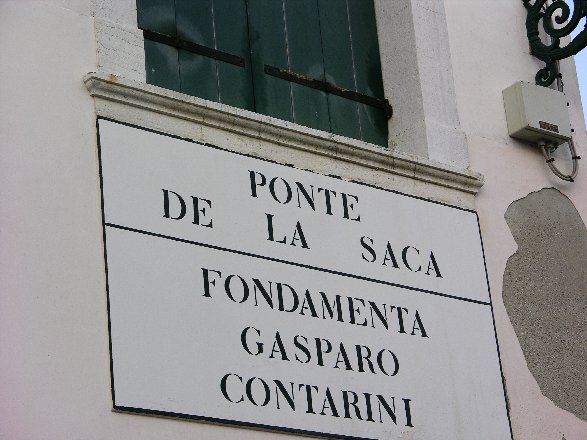 PONTE
DE LA SACA
FONDAMENTA
GASPARO
CONTARINI